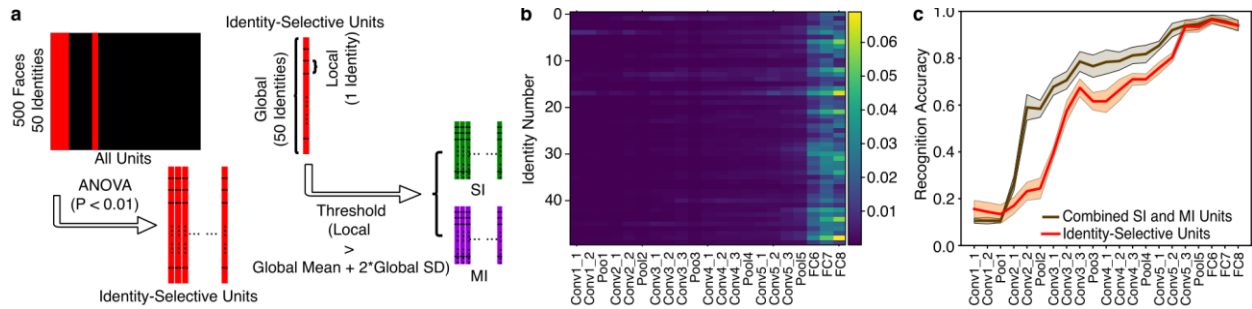 a
500 Faces
50 Identities
All Units
ANOVA
(P < 0.01)
Identity-Selective Units
Identity-Selective Units
Global
(50 Identities)
Local
(1 Identity)
Threshold
(Local
>
Global Mean + 2*Global SD)
SI
MI
b
Identity Number
0
10
20
30
40
Conv1_1
Conv1_2
Pool1
Conv2_1
Conv2_2
Pool2
Conv3_1
Conv3_2
Conv3_3
Pool3
Conv4_1
Conv4_2
Conv4_3
Pool4
Conv5_1
Conv5_2
Conv5_3
Pool5
FC6
FC7
FC8
0.06
0.05
0.04
0.03
0.02
0.01
c
Recognition Accuracy
1.0
0.8
0.6
0.4
0.2
0.0
Combined SI and MI Units
Identity-Selective Units
Conv1_1
Conv1_2
Pool1
Conv2_1
Conv2_2
Pool2
Conv3_1
Conv3_2
Conv3_3
Pool3
Conv4_1
Conv4_2
Conv4_3
Pool4
Conv5_1
Conv5_2
Conv5_3
Pool5
FC6
FC7
FC8